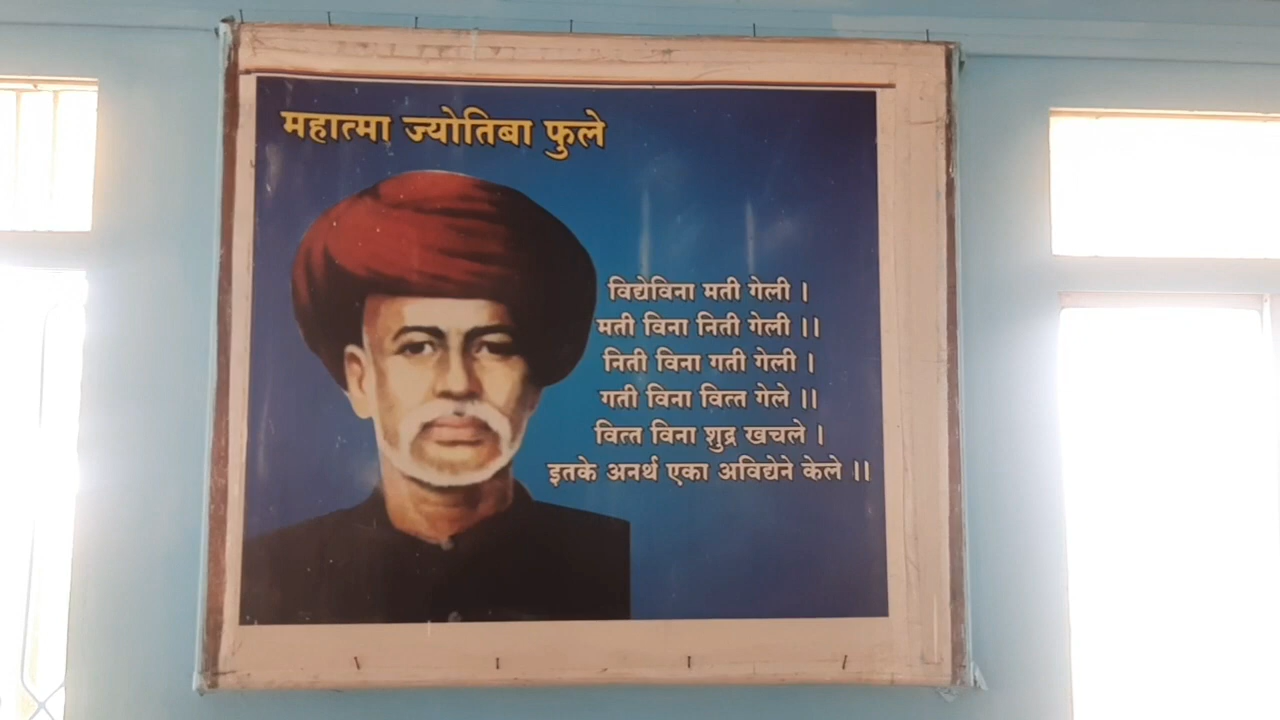 महात्मा ज्योतिबा फुले
विद्येविना मती गेली ।
मती विना निती गेली ।।
निती विना गती गेली ।
गती विना वित्त गेले ।।
वित्त विना शुद्र खचले ।
इतके अनर्थ एका अविद्येने केले ।।